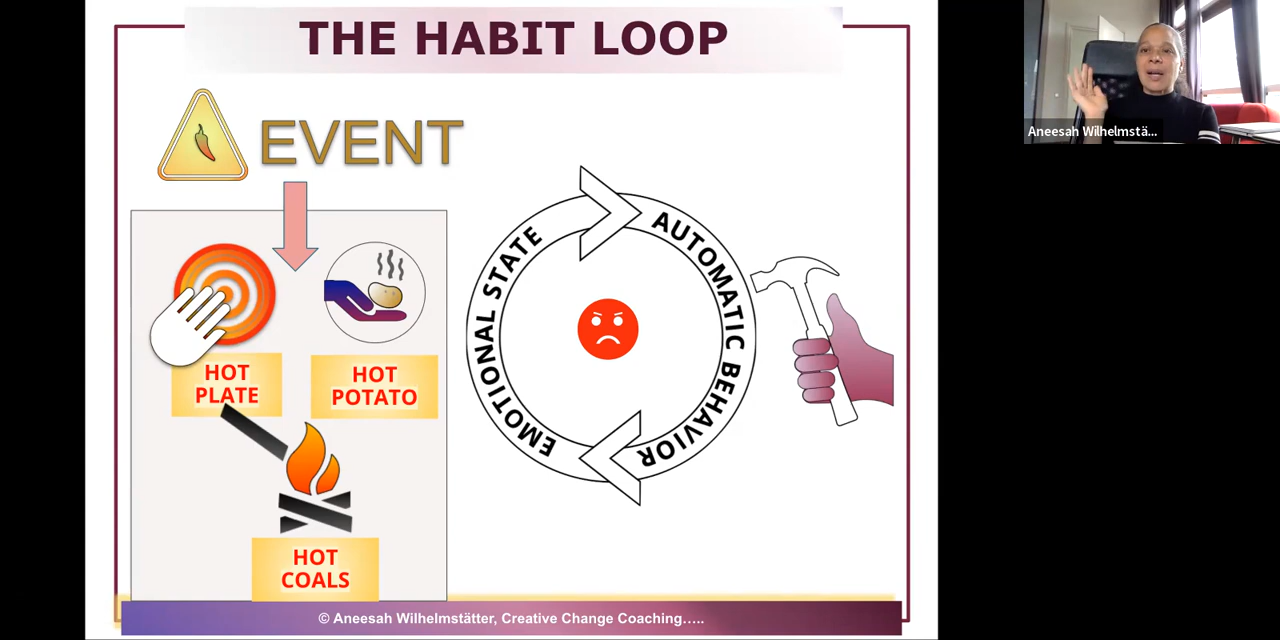 THE HABIT LOOP
EVENT
HOT
PLATE
HOT
POTATO
HOT
COALS
EMOTIONAL STATE
AUTOMATIC BEHAVIOR
© Aneesah Wilhelmstätter, Creative Change Coaching…..
Aneesah Wilhelmstä...